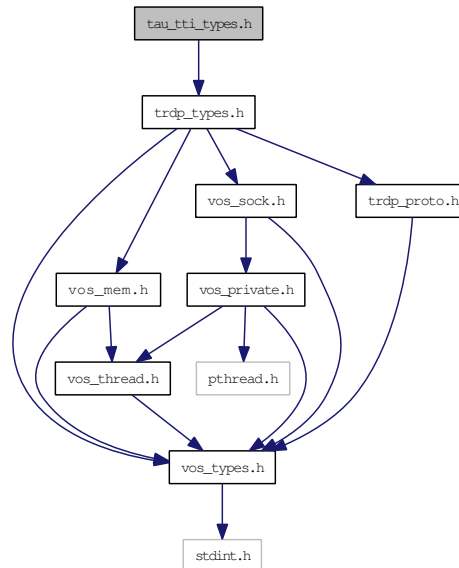 tau_tti_types.h
trdp_types.h
vos_sock.h
trdp_proto.h
vos_mem.h
vos_private.h
vos_thread.h
pthread.h
vos_types.h
stdint.h